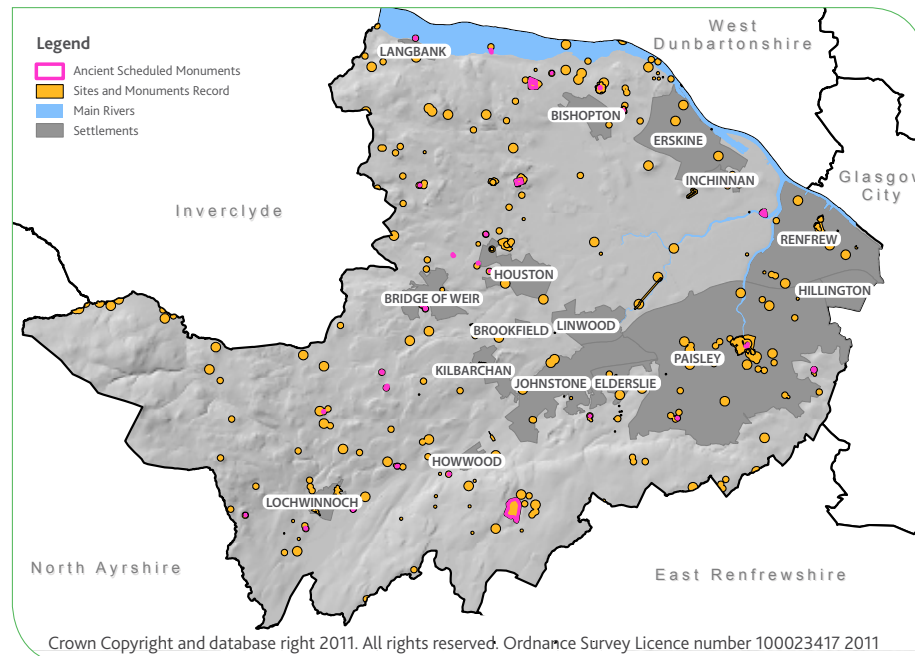 West
Dunbartonshire
Legend
Ancient Scheduled Monuments
Sites and Monuments Record
Main Rivers
Settlements
LANGBANK
BISHOPTON
ERSKINE
INCHINNAN
Glasgow
City
Inverclyde
RENFREW
HOUSTON
HILLINGTON
BRIDGE OF WEIR
BROOKFIELD
LINWOOD
PAISLEY
KILBARCHAN
JOHNSTONE
ELDERSLIE
HOWWOOD
LOCHWINNOCH
North Ayrshire
East Renfrewshire
Crown Copyright and database right 2011. All rights reserved. Ordnance Survey Licence number 100023417 2011